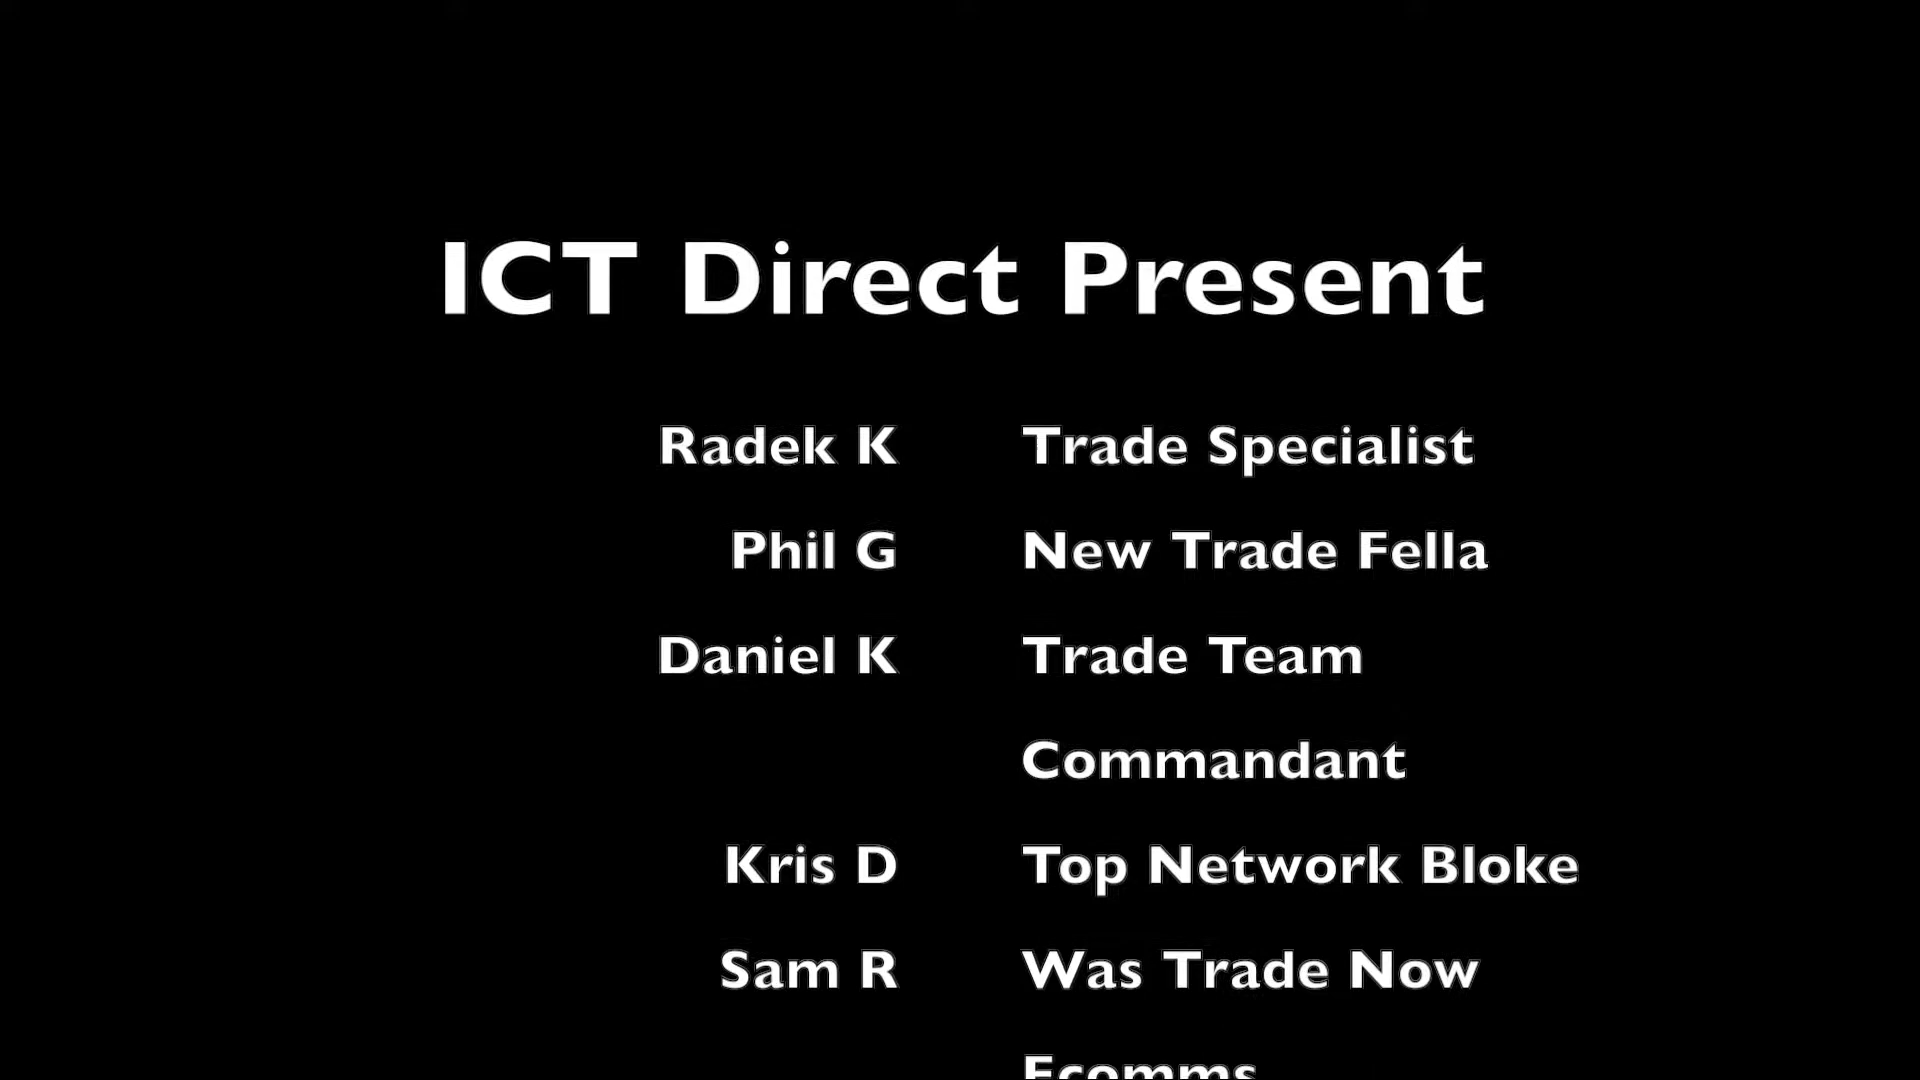 ICT Direct Present
Radek K Trade Specialist
Phil G New Trade Fella
Daniel K Trade Team
Commandant
Kris D Top Network Bloke
Sam R Was Trade Now
Ecomms